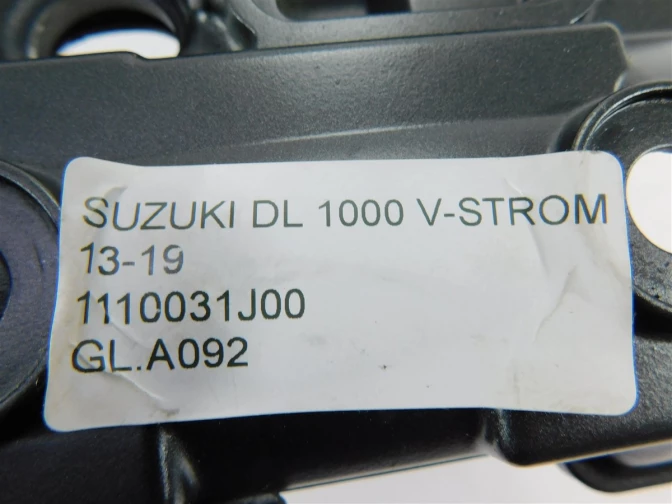 SUZUKI DL 1000 V-STROM
13-19
1110031J00
GL.A092